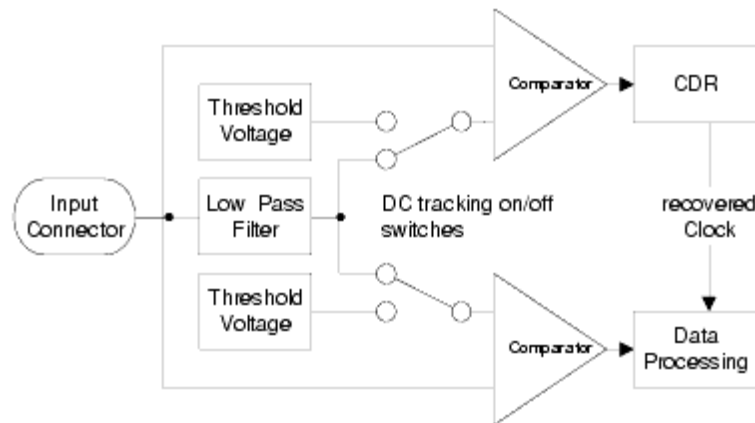 Comparator
CDR
Threshold
Voltage
Input
Connector
Low Pass
Filter
DC tracking on/off
switches
recovered
Clock
Threshold
Voltage
Comparator
Data
Processing